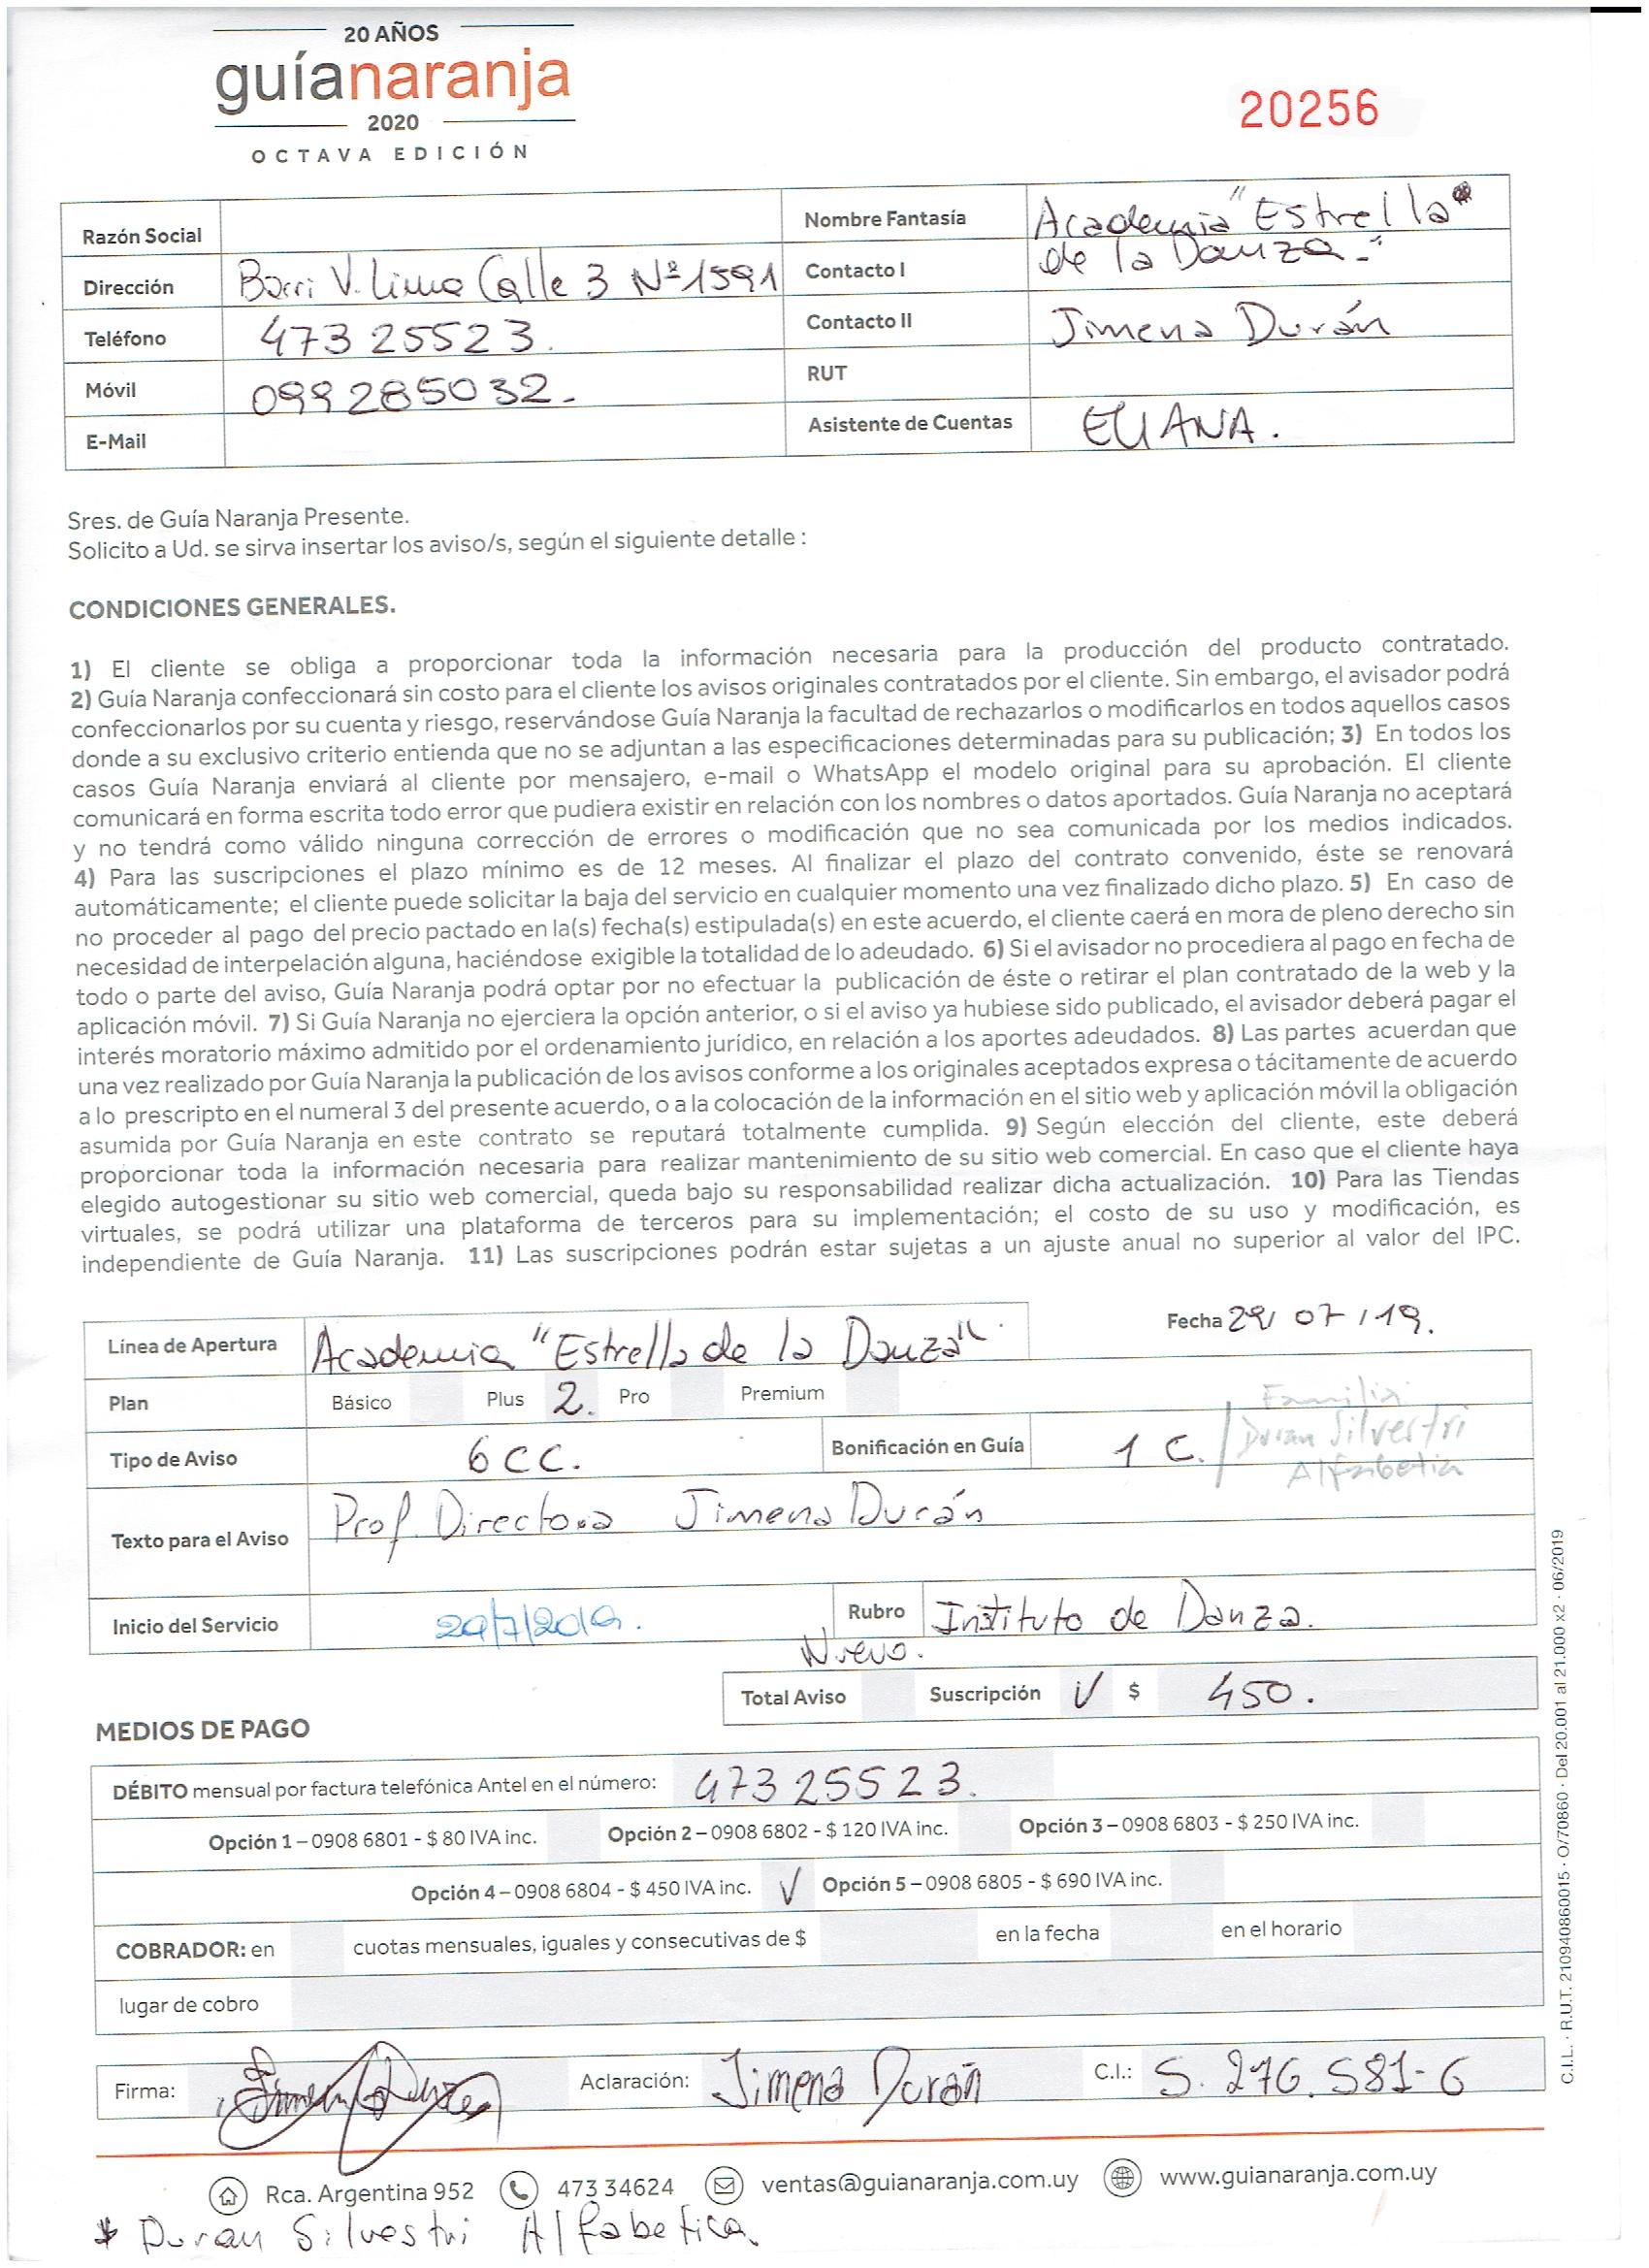 20 AÑOS
guíanaranja
2020
OCTAVA EDICIÓN
20256
Razón Social
Nombre Fantasía Academia "Estrella*
de la Danza".
Dirección Barri V. Lima Calle 3 Nº 1591
Contacto I
Teléfono 473 25523.
Contacto II Jimena Durán
Móvil 099285032.
RUT
E-Mail
Asistente de Cuentas ELIANA.
Sres. de Guía Naranja Presente.
Solicito a Ud. se sirva insertar los aviso/s, según el siguiente detalle :
CONDICIONES GENERALES.
1) El cliente se obliga a proporcionar toda la información necesaria para la producción del producto contratado.
2) Guía Naranja confeccionará sin costo para el cliente los avisos originales contratados por el cliente. Sin embargo, el avisador podrá
confeccionarlos por su cuenta y riesgo, reservándose Guía Naranja la facultad de rechazarlos o modificarlos en todos aquellos casos
donde a su exclusivo criterio entienda que no se adjuntan a las especificaciones determinadas para su publicación; 3) En todos los
casos Guía Naranja enviará al cliente por mensajero, e-mail o WhatsApp el modelo original para su aprobación. El cliente
comunicará en forma escrita todo error que pudiera existir en relación con los nombres o datos aportados. Guía Naranja no aceptará
y no tendrá como válido ninguna corrección de errores o modificación que no sea comunicada por los medios indicados.
4) Para las suscripciones el plazo mínimo es de 12 meses. Al finalizar el plazo del contrato convenido, éste se renovará
automáticamente; el cliente puede solicitar la baja del servicio en cualquier momento una vez finalizado dicho plazo. 5) En caso de
no proceder al pago del precio pactado en la(s) fecha(s) estipulada(s) en este acuerdo, el cliente caerá en mora de pleno derecho sin
necesidad de interpelación alguna, haciéndose exigible la totalidad de lo adeudado. 6) Si el avisador no procediera al pago en fecha de
todo o parte del aviso, Guía Naranja podrá optar por no efectuar la publicación de éste o retirar el plan contratado de la web y la
aplicación móvil. 7) Si Guía Naranja no ejerciera la opción anterior, o si el aviso ya hubiese sido publicado, el avisador deberá pagar el
interés moratorio máximo admitido por el ordenamiento jurídico, en relación a los aportes adeudados. 8) Las partes acuerdan que
una vez realizado por Guía Naranja la publicación de los avisos conforme a los originales aceptados expresa o tácitamente de acuerdo
a lo prescripto en el numeral 3 del presente acuerdo, o a la colocación de la información en el sitio web y aplicación móvil la obligación
asumida por Guía Naranja en este contrato se reputará totalmente cumplida. 9) Según elección del cliente, este deberá
proporcionar toda la información necesaria para realizar mantenimiento de su sitio web comercial. En caso que el cliente haya
elegido autogestionar su sitio web comercial, queda bajo su responsabilidad realizar dicha actualización. 10) Para las Tiendas
virtuales, se podrá utilizar una plataforma de terceros para su implementación; el costo de su uso y modificación, es
independiente de Guía Naranja. 11) Las suscripciones podrán estar sujetas a un ajuste anual no superior al valor del IPC.
Línea de Apertura Academia "Estrella de la Danza".
Fecha 29/ 07 / 19.
Plan Básico Plus 2. Pro Premium
Tipo de Aviso 6 CC. Bonificación en Guía 1 C. /
Familia
Duran Silvestri
Alfabetica
Texto para el Aviso Prof. Directora Jimena Durán
Inicio del Servicio 29/7/2019. Rubro Instituto de Danza.
Nuevo.
Total Aviso Suscripción ✓ $ 450.
MEDIOS DE PAGO
DÉBITO mensual por factura telefónica Antel en el número: 473 25523.
Opción 1 – 0908 6801 - $ 80 IVA inc. Opción 2 – 0908 6802 - $ 120 IVA inc. Opción 3 – 0908 6803 - $ 250 IVA inc.
Opción 4 – 0908 6804 - $ 450 IVA inc. ✓ Opción 5 – 0908 6805 - $ 690 IVA inc.
COBRADOR: en cuotas mensuales, iguales y consecutivas de $ en la fecha en el horario
lugar de cobro
Firma: Aclaración: Jimena Durán C.I.: 5.276.581-6
Rca. Argentina 952 473 34624 ventas@guianaranja.com.uy www.guianaranja.com.uy
* Duran Silvestri Alfabetica.
C.I.L. · R.U.T. 210940860015 · O/70860 · Del 20.001 al 21.000 x2 · 06/2019